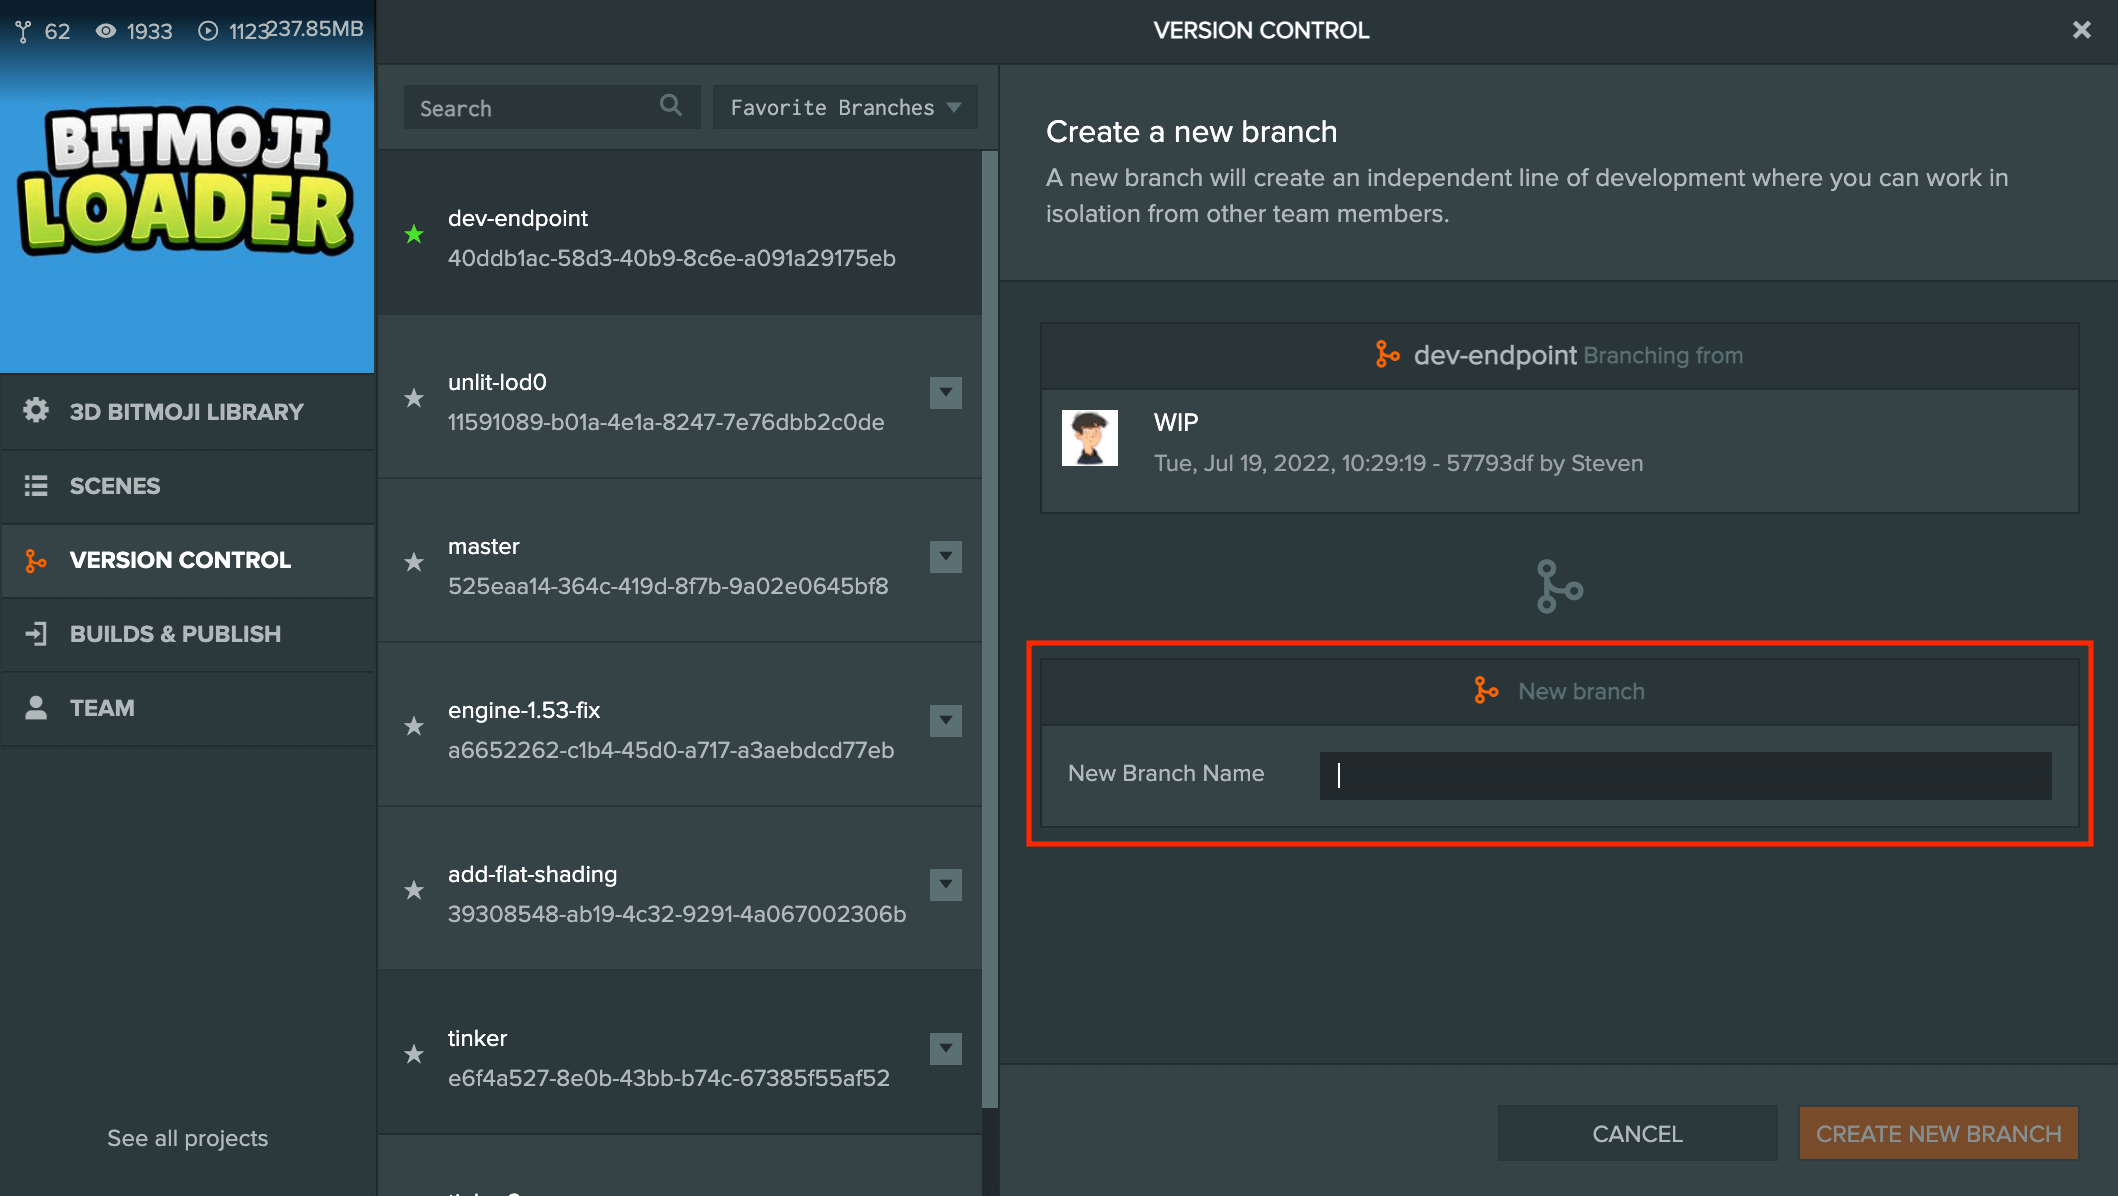 62 1933 1123 237.85MB
BITMOJI
LOADER
3D BITMOJI LIBRARY
SCENES
VERSION CONTROL
BUILDS & PUBLISH
TEAM
See all projects
VERSION CONTROL
Search
Favorite Branches
dev-endpoint
40ddb1ac-58d3-40b9-8c6e-a091a29175eb
unlit-lod0
11591089-b01a-4e1a-8247-7e76dbb2c0de
master
525eaa14-364c-419d-8f7b-9a02e0645bf8
engine-1.53-fix
a6652262-c1b4-45d0-a717-a3aebdcd77eb
add-flat-shading
39308548-ab19-4c32-9291-4a067002306b
tinker
e6f4a527-8e0b-43bb-b74c-67385f55af52
Create a new branch
A new branch will create an independent line of development where you can work in
isolation from other team members.
dev-endpoint Branching from
WIP
Tue, Jul 19, 2022, 10:29:19 - 57793df by Steven
New branch
New Branch Name
CANCEL
CREATE NEW BRANCH